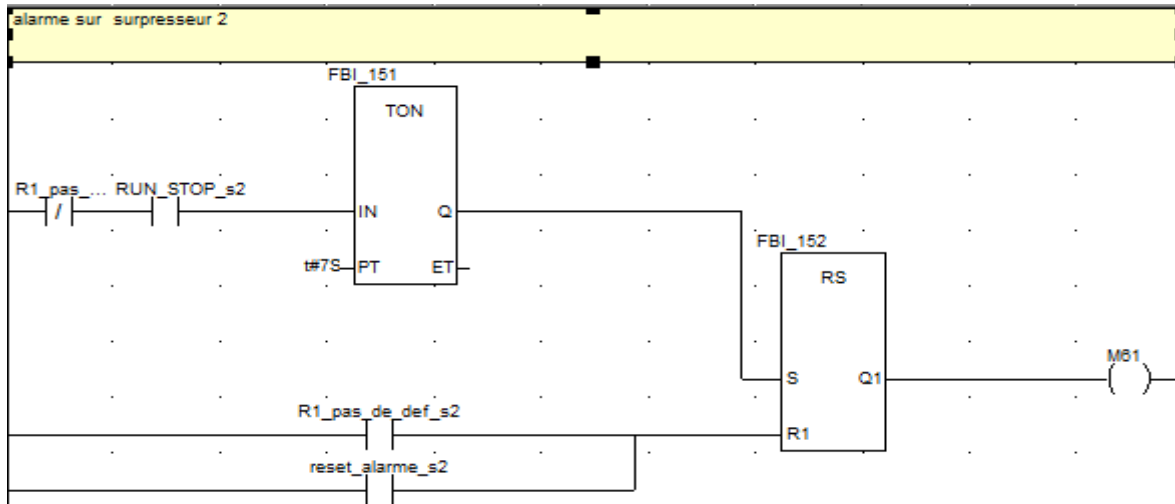 alarme sur surpresseur 2
FBI_151
TON
R1_pas_... RUN_STOP_s2
/
IN Q
t#7S PT ET
FBI_152
RS
M61
S Q1
R1_pas_de_def_s2
R1
reset_alarme_s2